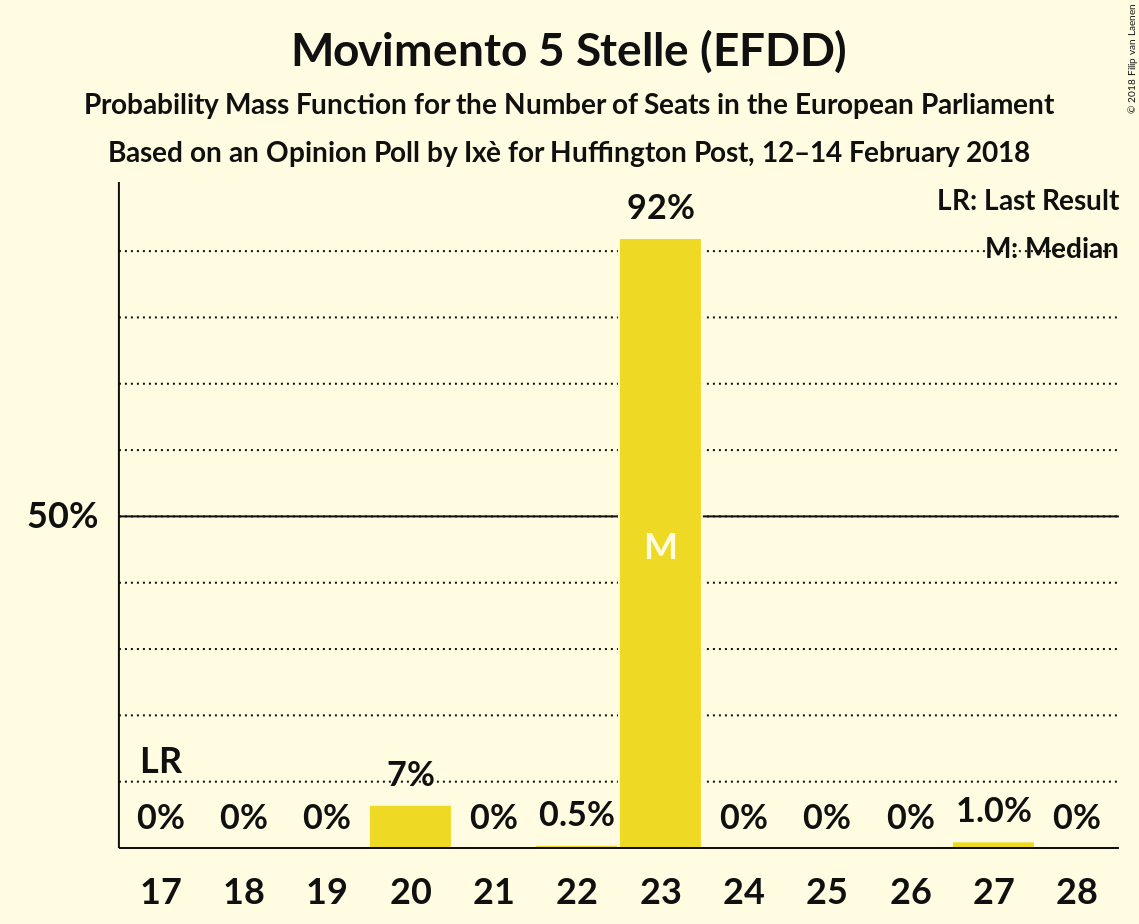 Movimento 5 Stelle (EFDD)
Probability Mass Function for the Number of Seats in the European Parliament
Based on an Opinion Poll by Ixè for Huffington Post, 12–14 February 2018
© 2018 Filip van Laenen
LR: Last Result
M: Median
92%
50%
M
LR
7%
0% 0% 0% 0% 0.5% 0% 0% 0% 1.0% 0%
17 18 19 20 21 22 23 24 25 26 27 28